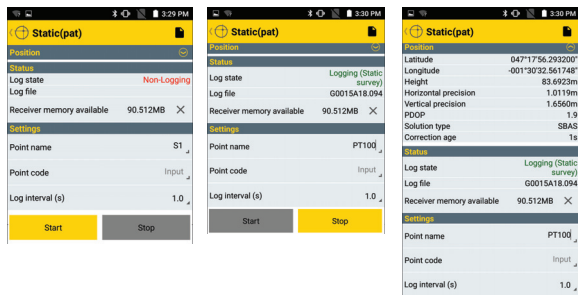 3:29 PM
Static(pat)
Position
Status
Log state Non-Logging
Log file
Receiver memory available 90.512MB
Settings
Point name S1
Point code Input
Log interval (s) 1.0
Start Stop
3:30 PM
Static(pat)
Position
Status
Log state Logging (Static
survey)
Log file G0015A18.094
Receiver memory available 90.512MB
Settings
Point name PT100
Point code Input
Log interval (s) 1.0
Start Stop
3:30 PM
Static(pat)
Position
Latitude 047°17'56.293200"
Longitude -001°30'32.561748"
Height 83.6923m
Horizontal precision 1.0119m
Vertical precision 1.6560m
PDOP 1.9
Solution type SBAS
Correction age 1s
Status
Log state Logging (Static
survey)
Log file G0015A18.094
Receiver memory available 90.512MB
Settings
Point name PT100
Point code Input
Log interval (s) 1.0